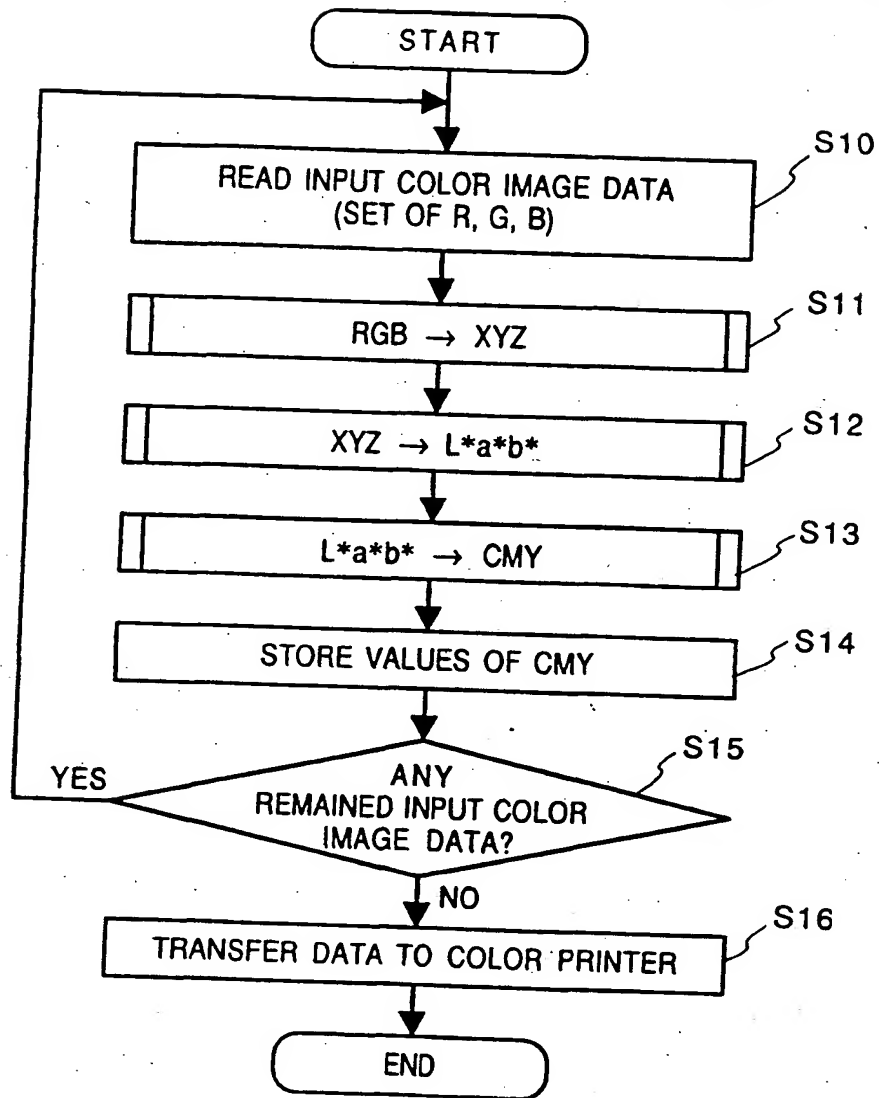 START
S10
READ INPUT COLOR IMAGE DATA
(SET OF R, G, B)
S11
RGB → XYZ
S12
XYZ → L*a*b*
S13
L*a*b* → CMY
S14
STORE VALUES OF CMY
S15
YES
ANY
REMAINED INPUT COLOR
IMAGE DATA?
NO
S16
TRANSFER DATA TO COLOR PRINTER
END